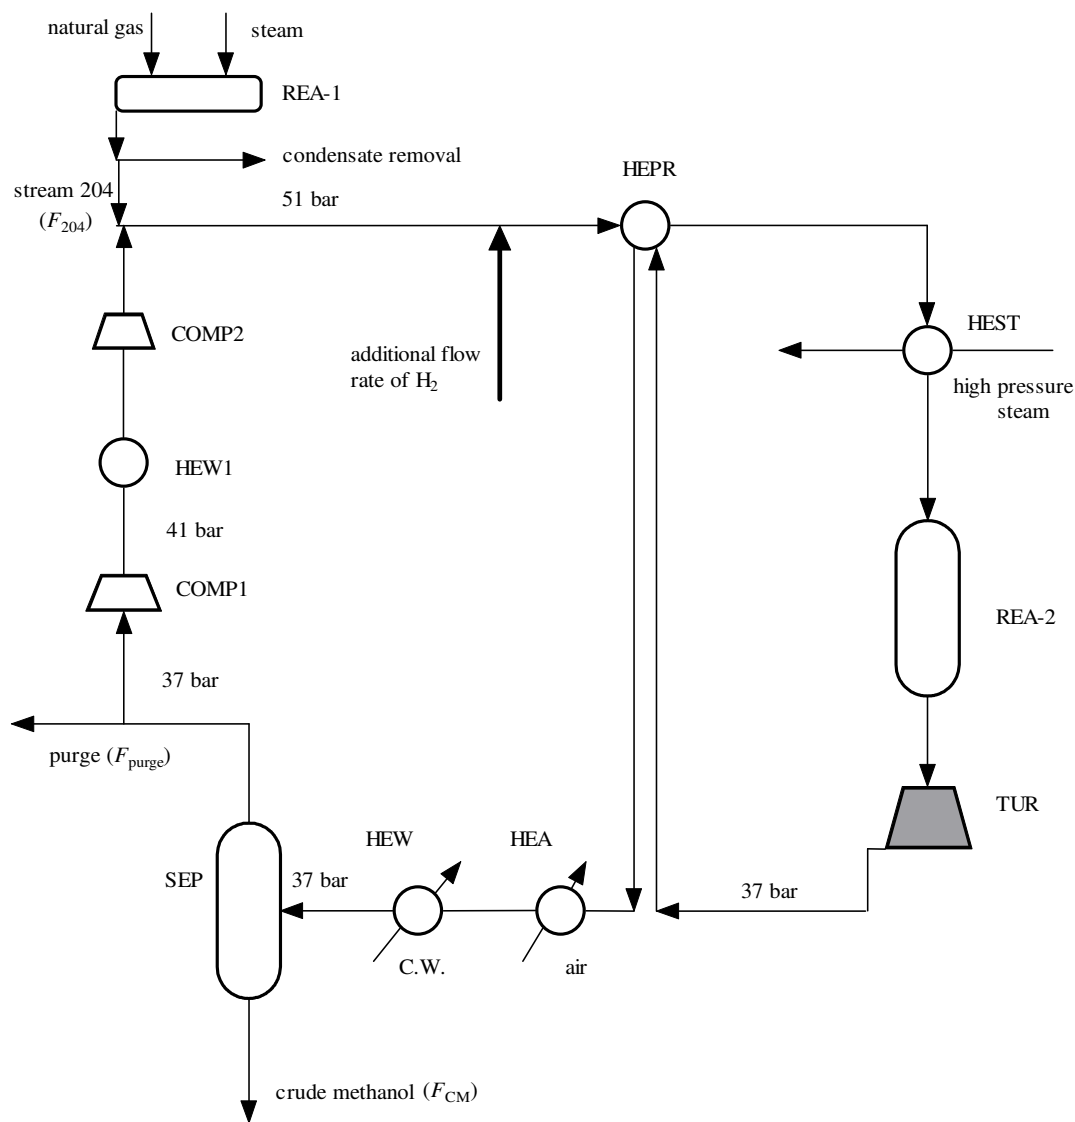 natural gas
steam
REA-1
condensate removal
HEPR
stream 204
(F204)
51 bar
HEST
COMP2
additional flow
rate of H2
high pressure
steam
HEW1
41 bar
COMP1
REA-2
37 bar
purge (Fpurge)
TUR
HEW
HEA
SEP
37 bar
37 bar
C.W.
air
crude methanol (FCM)